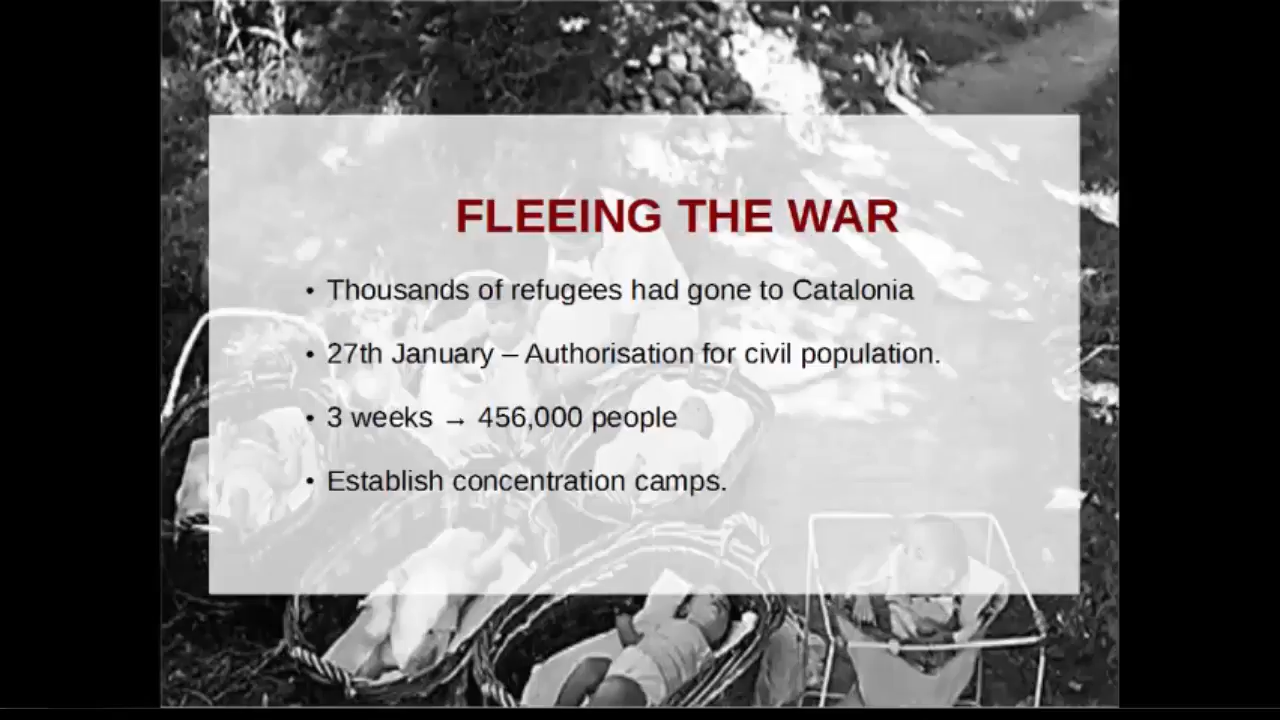 FLEEING THE WAR
• Thousands of refugees had gone to Catalonia
• 27th January – Authorisation for civil population.
• 3 weeks → 456,000 people
• Establish concentration camps.